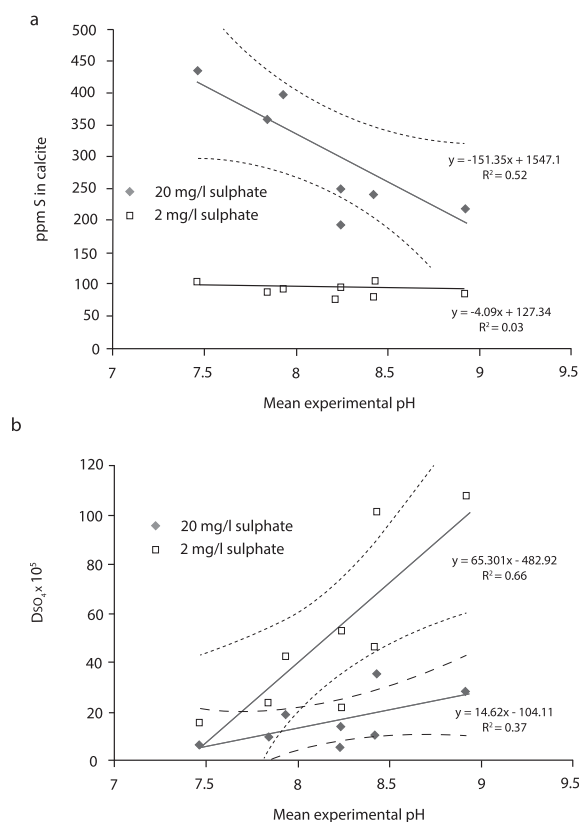 a
500
450
400
350
300
250
200
150
100
50
0
ppm S in calcite
20 mg/l sulphate
2 mg/l sulphate
y = -151.35x + 1547.1
R² = 0.52
y = -4.09x + 127.34
R² = 0.03
7
7.5
8
8.5
9
9.5
Mean experimental pH
b
120
100
80
60
40
20
0
DSO₄ x 10⁵
20 mg/l sulphate
2 mg/l sulphate
y = 65.301x - 482.92
R² = 0.66
y = 14.62x - 104.11
R² = 0.37
7
7.5
8
8.5
9
9.5
Mean experimental pH